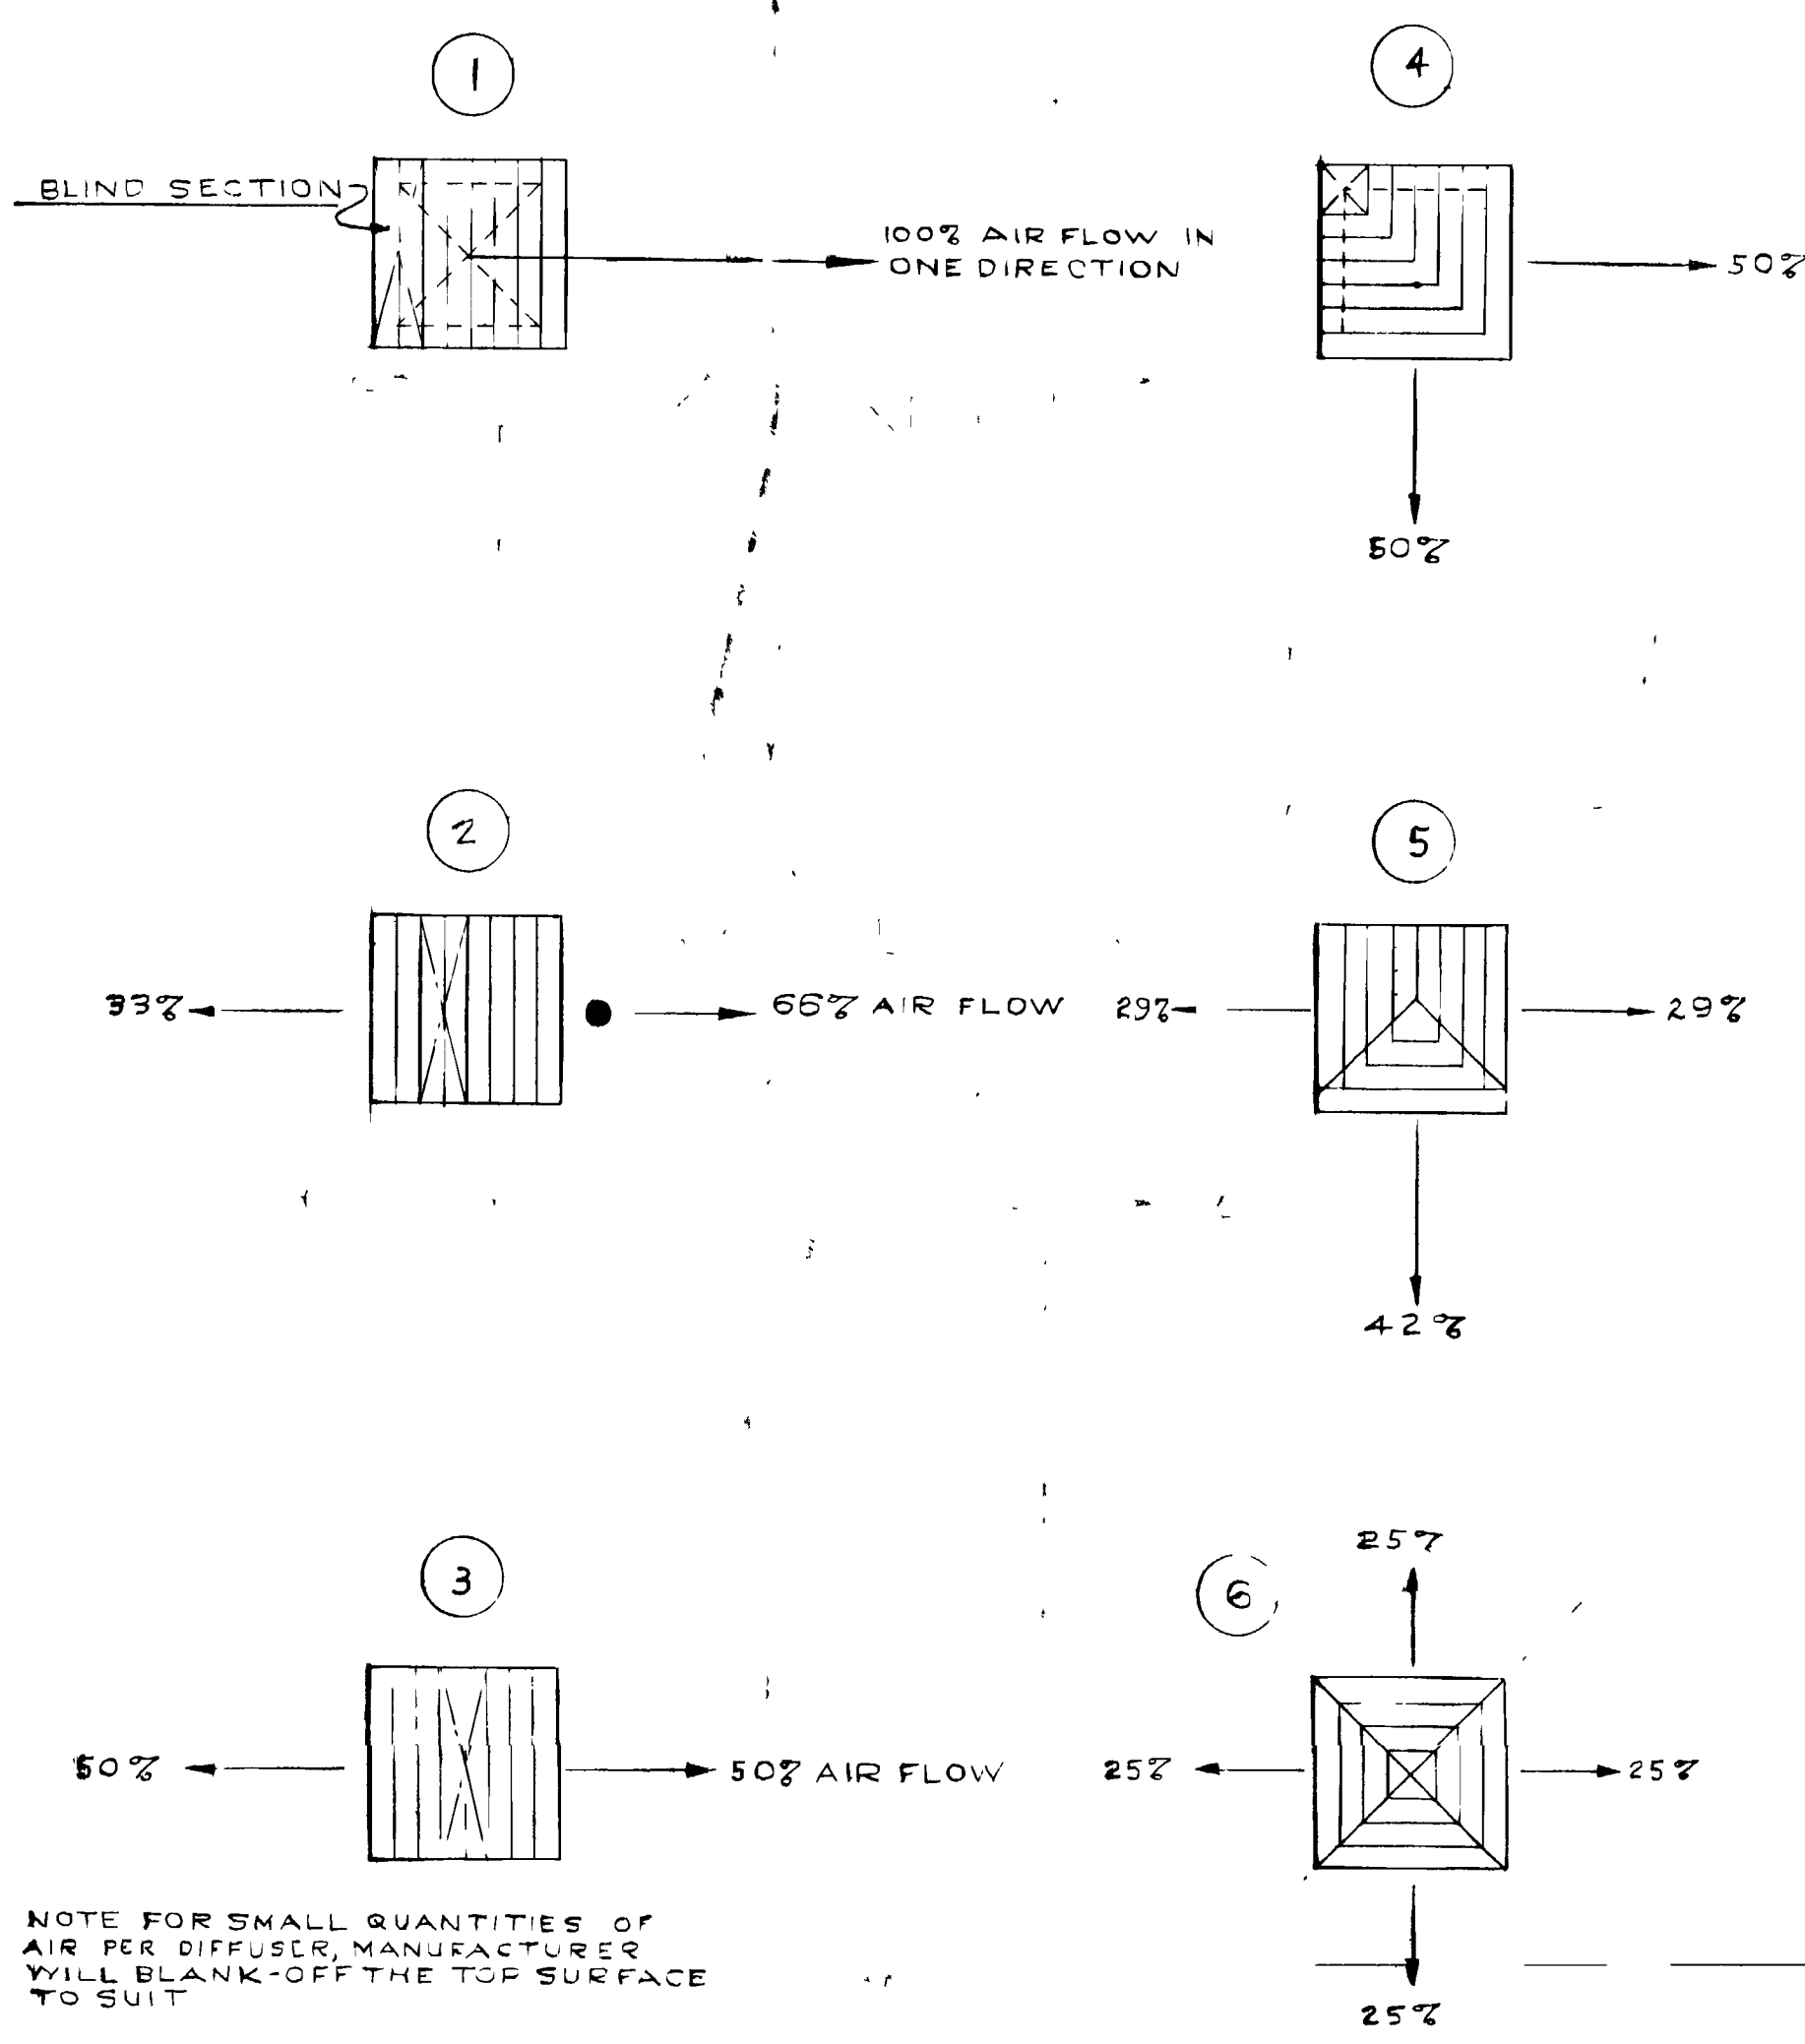 1
BLIND SECTION
100% AIR FLOW IN
ONE DIRECTION
4
50%
50%
2
33%
66% AIR FLOW
5
29%
29%
42%
3
50%
50% AIR FLOW
6
25%
25%
25%
25%
NOTE FOR SMALL QUANTITIES OF
AIR PER DIFFUSER, MANUFACTURER
WILL BLANK-OFF THE TOP SURFACE
TO SUIT